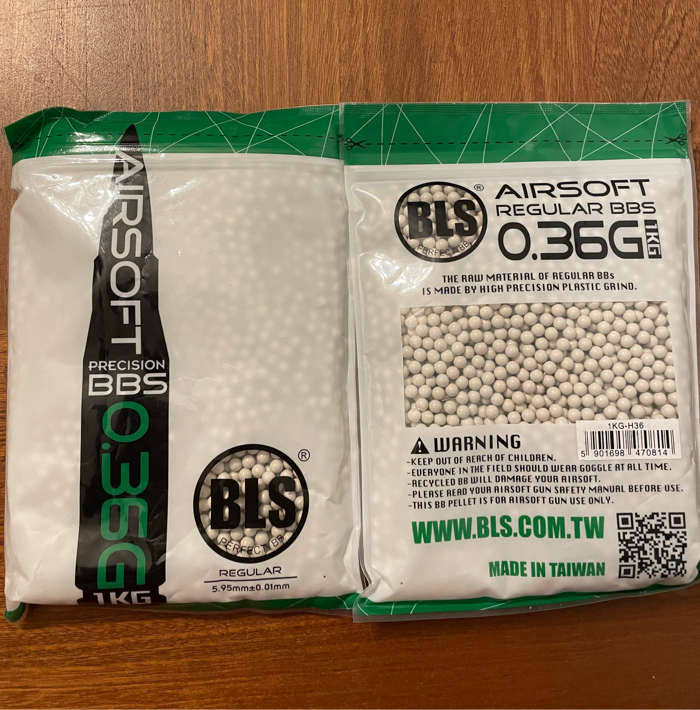 AIRSOFT
PRECISION
BBS
0.36G
1KG
®
BLS
PERFECT BB
REGULAR
5.95mm±0.01mm
®
BLS
PERFECT BB
AIRSOFT
REGULAR BBS
0.36G 1KG
THE RAW MATERIAL OF REGULAR BBs
IS MADE BY HIGH PRECISION PLASTIC GRIND.
1KG-H36
5 901698 470814
WARNING
-KEEP OUT OF REACH OF CHILDREN.
-EVERYONE IN THE FIELD SHOULD WEAR GOGGLE AT ALL TIME.
-RECYCLED BB WILL DAMAGE YOUR AIRSOFT.
-PLEASE READ YOUR AIRSOFT GUN SAFETY MANUAL BEFORE USE.
-THIS BB PELLET IS FOR AIRSOFT GUN USE ONLY.
WWW.BLS.COM.TW
MADE IN TAIWAN